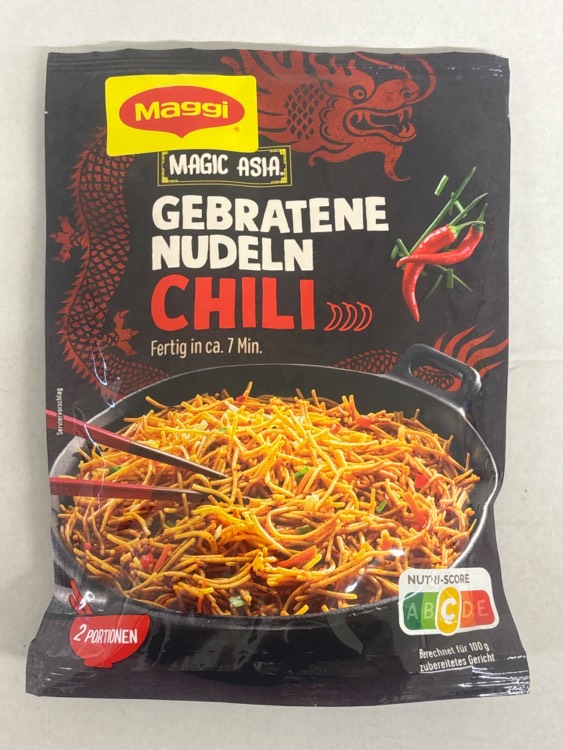 Maggi
MAGIC ASIA
GEBRATENE
NUDELN
CHILI
Fertig in ca. 7 Min.
Serviervorschlag
2 PORTIONEN
NUTRI-SCORE
A B C D E
Berechnet für 100 g
zubereitetes Gericht